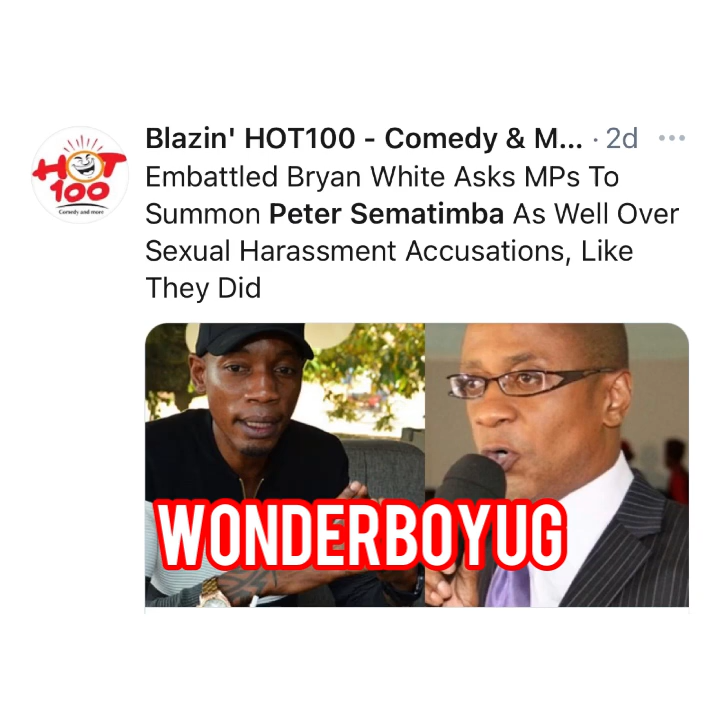 HOT
100
Comedy and more
Blazin' HOT100 - Comedy & M... · 2d
Embattled Bryan White Asks MPs To
Summon Peter Sematimba As Well Over
Sexual Harassment Accusations, Like
They Did
WONDERBOYUG